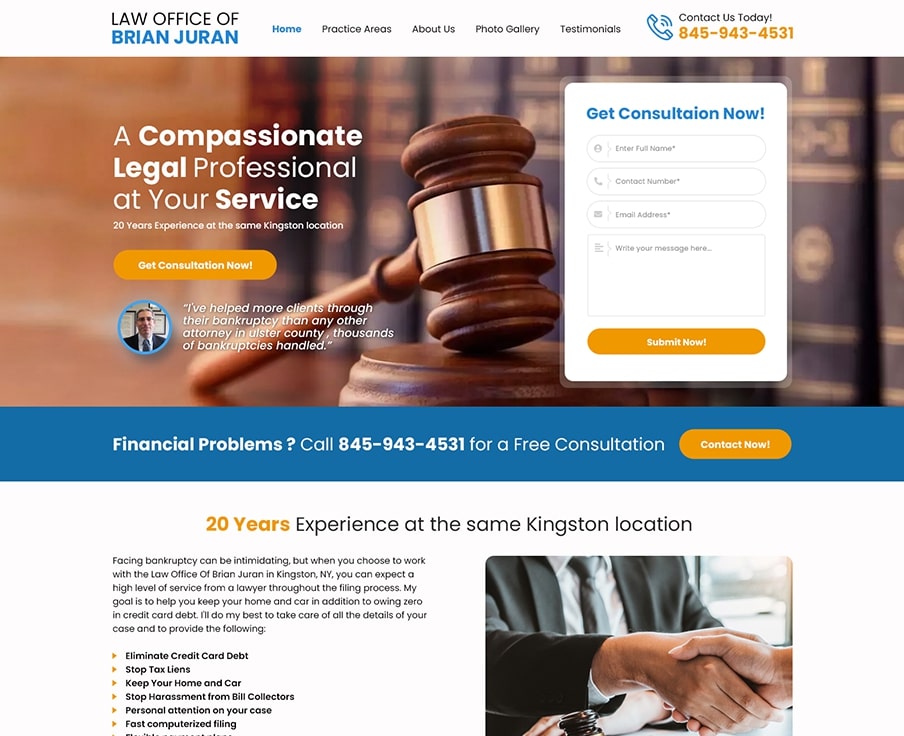 LAW OFFICE OF
BRIAN JURAN
Home
Practice Areas
About Us
Photo Gallery
Testimonials
Contact Us Today!
845-943-4531
A Compassionate
Legal Professional
at Your Service
20 Years Experience at the same Kingston location
Get Consultation Now!
“I've helped more clients through
their bankruptcy than any other
attorney in ulster county , thousands
of bankruptcies handled.”
Get Consultaion Now!
Enter Full Name*
Contact Number*
Email Address*
Write your message here...
Submit Now!
Financial Problems ? Call 845-943-4531 for a Free Consultation
Contact Now!
20 Years Experience at the same Kingston location
Facing bankruptcy can be intimidating, but when you choose to work
with the Law Office Of Brian Juran in Kingston, NY, you can expect a
high level of service from a lawyer throughout the filing process. My
goal is to help you keep your home and car in addition to owing zero
in credit card debt. I'll do my best to take care of all the details of your
case and to provide the following:
Eliminate Credit Card Debt
Stop Tax Liens
Keep Your Home and Car
Stop Harassment from Bill Collectors
Personal attention on your case
Fast computerized filing